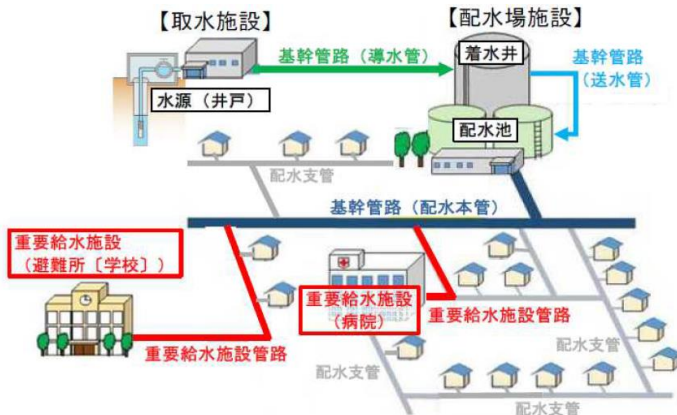 【取水施設】
【配水場施設】
基幹管路（導水管）
着水井
基幹管路
（送水管）
水源（井戸）
配水池
配水支管
基幹管路（配水本管）
重要給水施設
（避難所〔学校〕）
重要給水施設
（病院）
重要給水施設管路
重要給水施設管路
配水支管
配水支管
配水支管